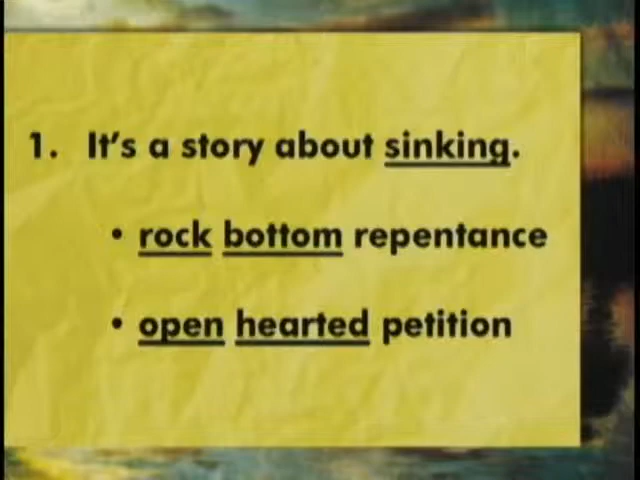 1. It's a story about sinking.
• rock bottom repentance
• open hearted petition